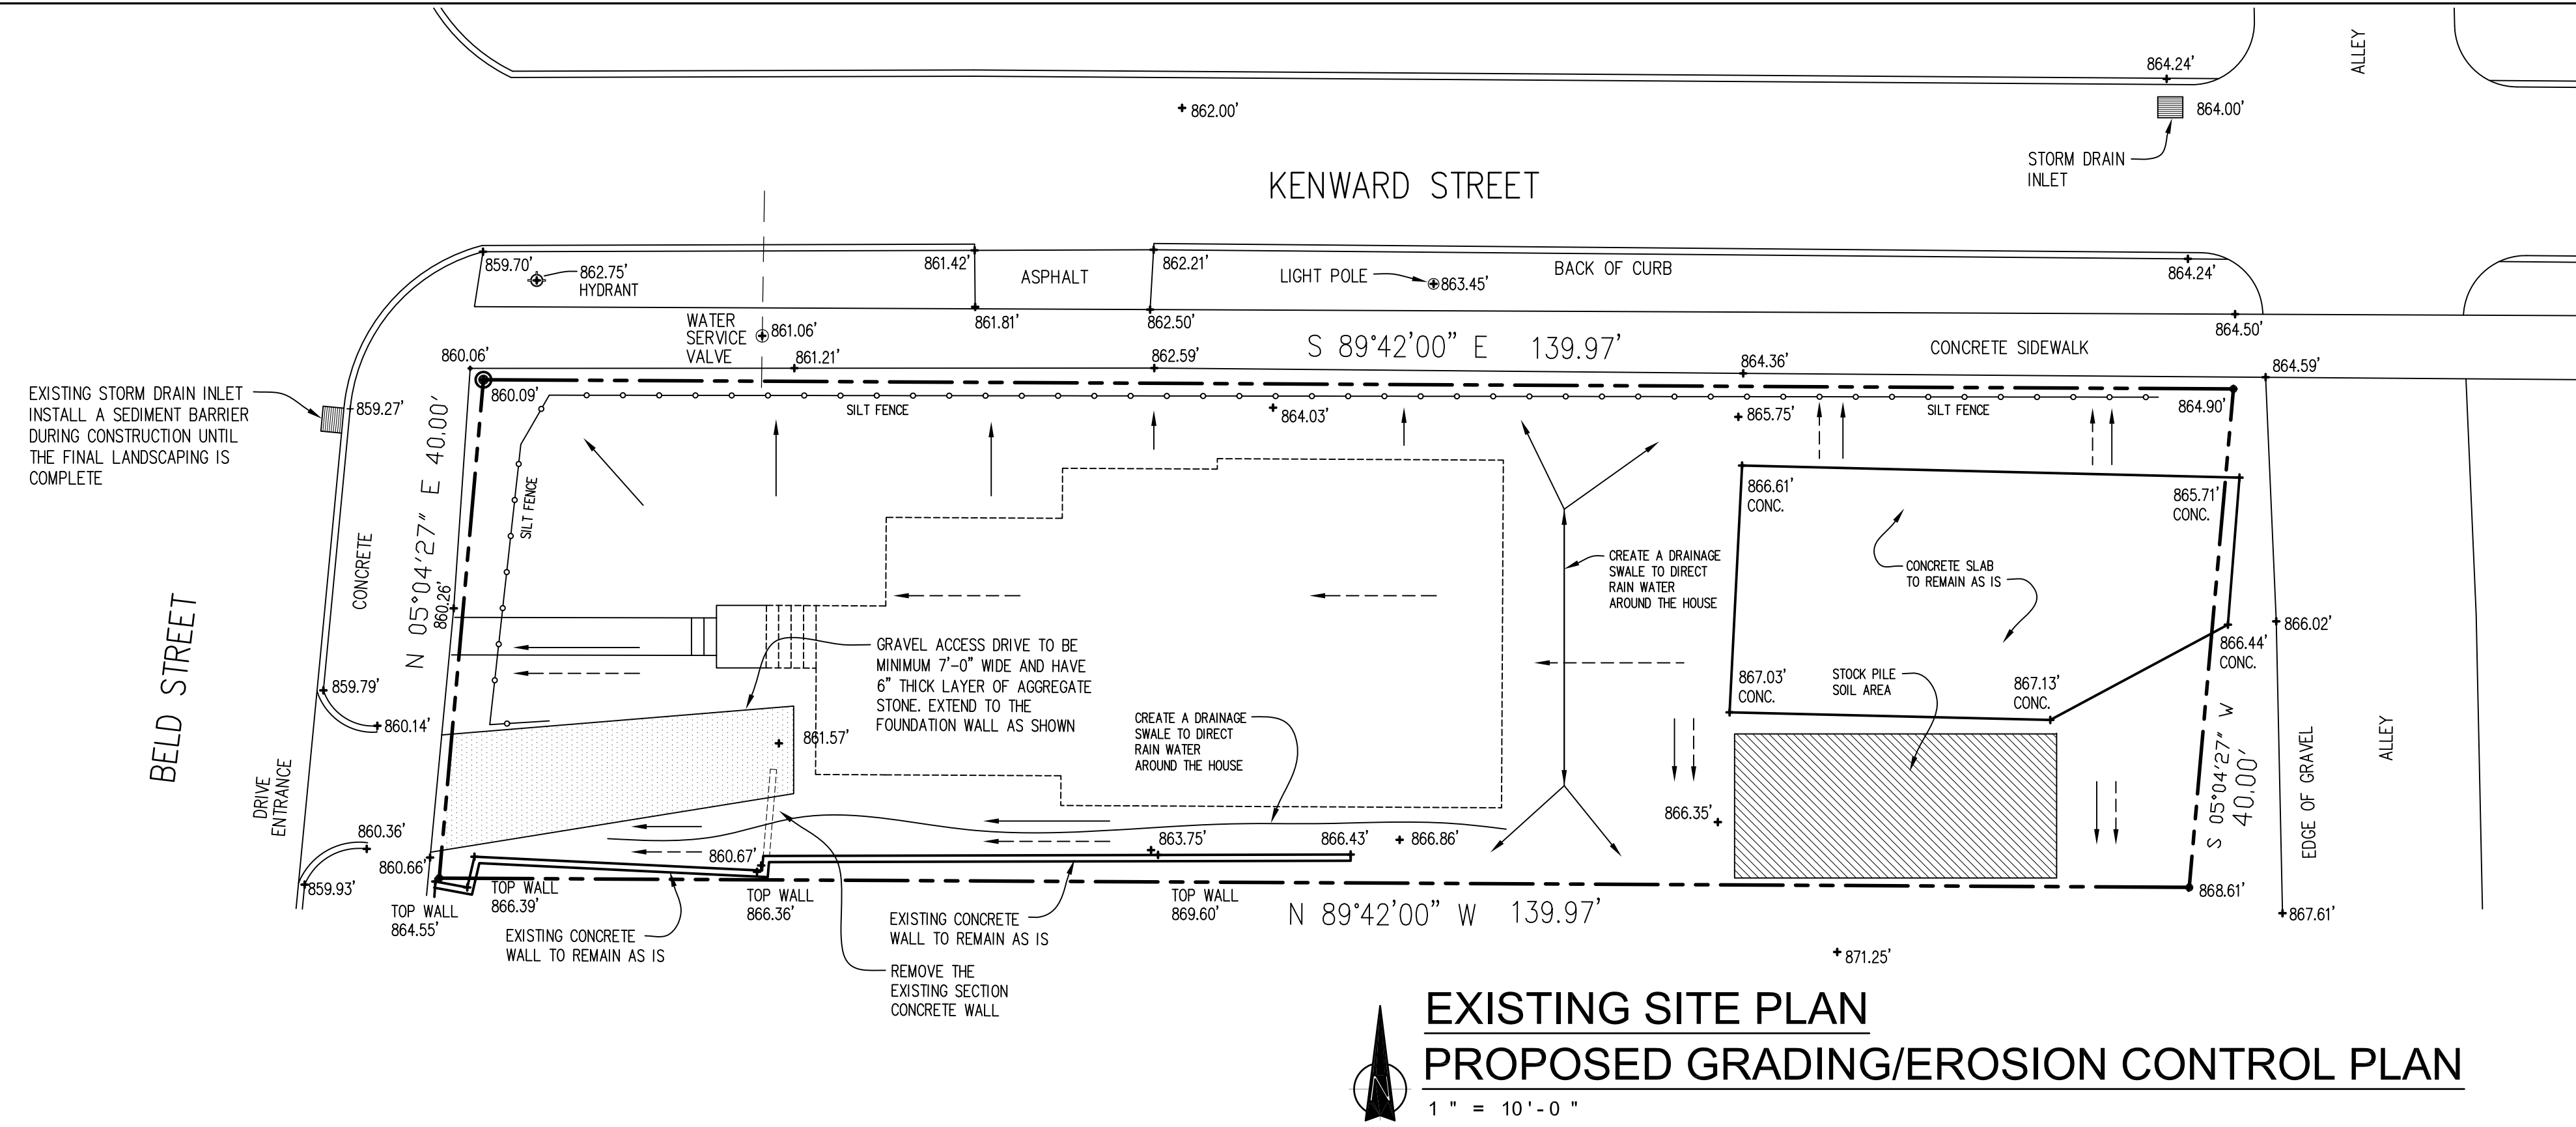 ALLEY
864.24'
862.00'
864.00'
STORM DRAIN
INLET
KENWARD STREET
859.70'
862.75'
HYDRANT
861.42'
ASPHALT
862.21'
LIGHT POLE
863.45'
BACK OF CURB
864.24'
WATER
SERVICE
VALVE
861.06'
861.81'
862.50'
864.50'
860.06'
861.21'
862.59'
S 89°42'00" E 139.97'
864.36'
CONCRETE SIDEWALK
864.59'
EXISTING STORM DRAIN INLET
INSTALL A SEDIMENT BARRIER
DURING CONSTRUCTION UNTIL
THE FINAL LANDSCAPING IS
COMPLETE
859.27'
860.09'
SILT FENCE
864.03'
865.75'
SILT FENCE
864.90'
N 05°04'27" E 40.00'
SILT FENCE
CONCRETE
860.26'
866.61'
CONC.
865.71'
CONC.
CREATE A DRAINAGE
SWALE TO DIRECT
RAIN WATER
AROUND THE HOUSE
CONCRETE SLAB
TO REMAIN AS IS
866.02'
866.44'
CONC.
BELD STREET
GRAVEL ACCESS DRIVE TO BE
MINIMUM 7'-0" WIDE AND HAVE
6" THICK LAYER OF AGGREGATE
STONE. EXTEND TO THE
FOUNDATION WALL AS SHOWN
867.03'
CONC.
STOCK PILE
SOIL AREA
867.13'
CONC.
859.79'
860.14'
861.57'
CREATE A DRAINAGE
SWALE TO DIRECT
RAIN WATER
AROUND THE HOUSE
S 05°04'27" W
40.00'
EDGE OF GRAVEL
ALLEY
DRIVE
ENTRANCE
860.36'
860.66'
859.93'
860.67'
863.75'
866.43'
866.86'
866.35'
868.61'
867.61'
TOP WALL
864.55'
TOP WALL
866.39'
TOP WALL
866.36'
TOP WALL
869.60'
N 89°42'00" W 139.97'
EXISTING CONCRETE
WALL TO REMAIN AS IS
EXISTING CONCRETE
WALL TO REMAIN AS IS
REMOVE THE
EXISTING SECTION
CONCRETE WALL
871.25'
N
EXISTING SITE PLAN
PROPOSED GRADING/EROSION CONTROL PLAN
1 " = 10'-0 "